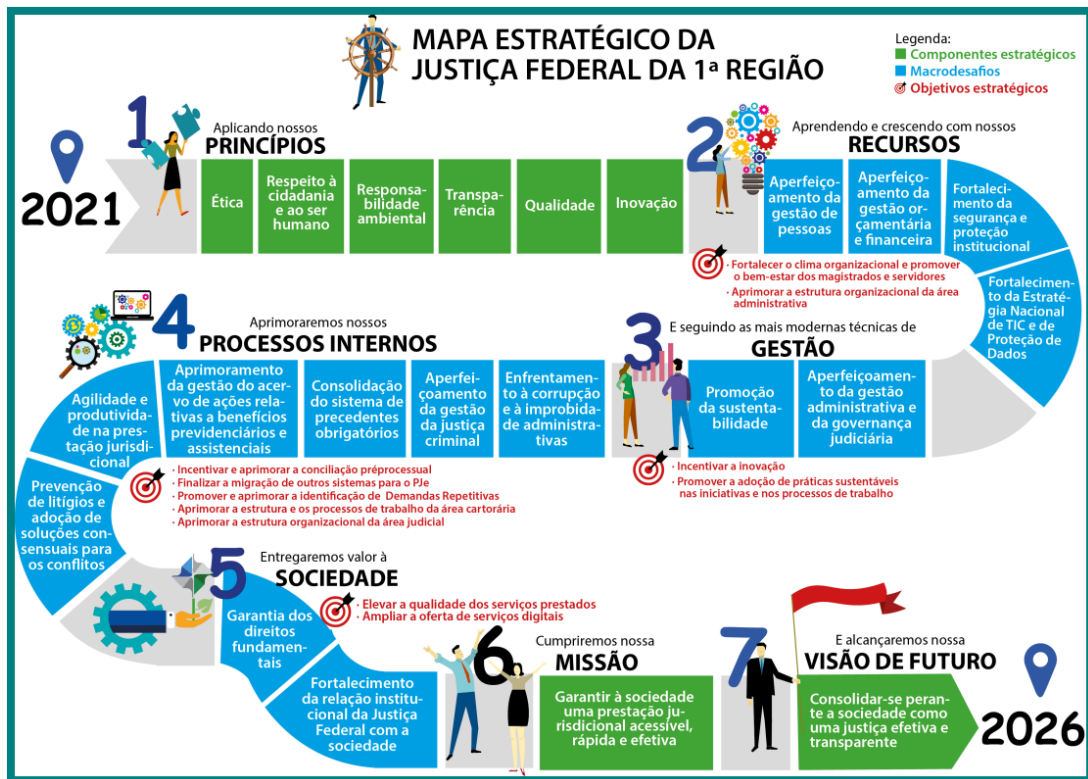 MAPA ESTRATÉGICO DA
JUSTIÇA FEDERAL DA 1ª REGIÃO
Legenda:
Componentes estratégicos
Macrodesafios
Objetivos estratégicos
2021
1
Aplicando nossos
PRINCÍPIOS
Ética
Respeito à
cidadania
e ao ser
humano
Responsa-
bilidade
ambiental
Transpa-
rência
Qualidade
Inovação
2
Aprendendo e crescendo com nossos
RECURSOS
Aperfeiço-
amento da
gestão de
pessoas
Aperfeiço-
amento da
gestão or-
çamentária
e financeira
Fortaleci-
mento da
segurança e
proteção
institucional
Fortalecimen-
to da Estraté-
gia Nacional
de TIC e de
Proteção de
Dados
· Fortalecer o clima organizacional e promover
o bem-estar dos magistrados e servidores
· Aprimorar a estrutura organizacional da área
administrativa
3
E seguindo as mais modernas técnicas de
GESTÃO
Promoção
da sustenta-
bilidade
Aperfeiçoamen-
to da gestão
administrativa e
da governança
judiciária
· Incentivar a inovação
· Promover a adoção de práticas sustentáveis
nas iniciativas e nos processos de trabalho
4
Aprimoraremos nossos
PROCESSOS INTERNOS
Enfrentamen-
to à corrupção
e à improbida-
de administra-
tivas
Aperfei-
çoamento
da gestão
da justiça
criminal
Consolidação
do sistema de
precedentes
obrigatórios
Aprimoramento
da gestão do acer-
vo de ações rela-
tivas a benefícios
previdenciários e
assistenciais
Agilidade e
produtivida-
de na pres-
tação jurisdi-
cional
Prevenção
de litígios e
adoção de
soluções con-
sensuais para
os conflitos
· Incentivar e aprimorar a conciliação préprocessual
· Finalizar a migração de outros sistemas para o PJe
· Promover e aprimorar a identificação de Demandas Repetitivas
· Aprimorar a estrutura e os processos de trabalho da área cartorária
· Aprimorar a estrutura organizacional da área judicial
5
Entregaremos valor à
SOCIEDADE
Garantia dos
direitos
fundamen-
tais
Fortalecimento
da relação institu-
cional da Justiça
Federal com a
sociedade
· Elevar a qualidade dos serviços prestados
· Ampliar a oferta de serviços digitais
6
Cumpriremos nossa
MISSÃO
Garantir à sociedade
uma prestação ju-
risdicional acessível,
rápida e efetiva
7
E alcançaremos nossa
VISÃO DE FUTURO
Consolidar-se peran-
te a sociedade como
uma justiça efetiva e
transparente
2026